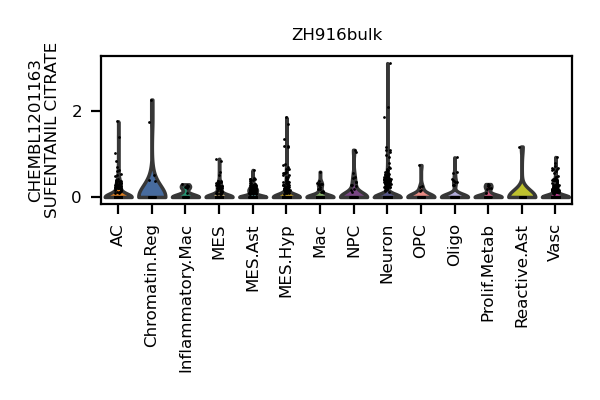 ZH916bulk
CHEMBL1201163
SUFENTANIL CITRATE
2
0
AC
Chromatin.Reg
Inflammatory.Mac
MES
MES.Ast
MES.Hyp
Mac
NPC
Neuron
OPC
Oligo
Prolif.Metab
Reactive.Ast
Vasc